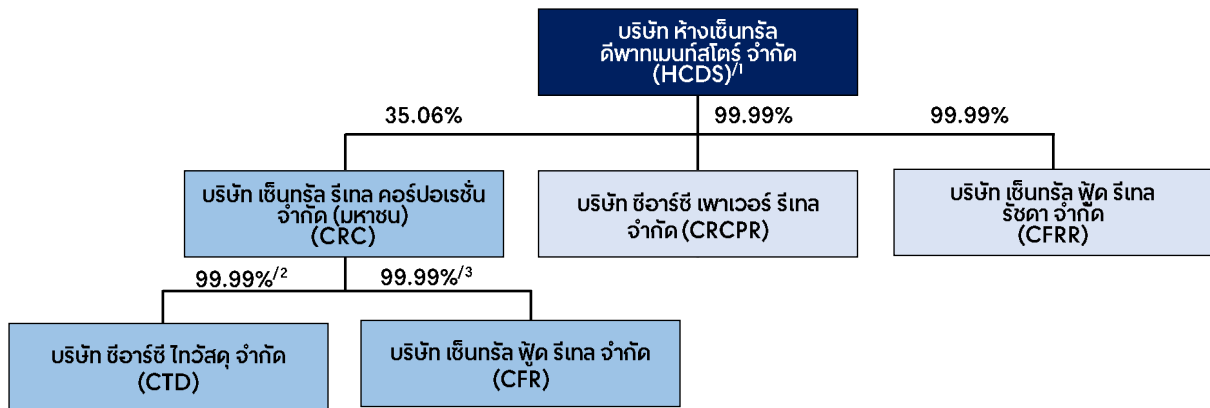 บริษัท ห้างเซ็นทรัล
ดีพาทเมนท์สโตร์ จำกัด
(HCDS)/1
35.06%
99.99%
99.99%
บริษัท เซ็นทรัล รีเทล คอร์ปอเรชั่น
จำกัด (มหาชน)
(CRC)
บริษัท ซีอาร์ซี เพาเวอร์ รีเทล
จำกัด (CRCPR)
บริษัท เซ็นทรัล ฟู้ด รีเทล
รัชดา จำกัด
(CFRR)
99.99%/2
99.99%/3
บริษัท ซีอาร์ซี ไทวัสดุ จำกัด
(CTD)
บริษัท เซ็นทรัล ฟู้ด รีเทล จำกัด
(CFR)